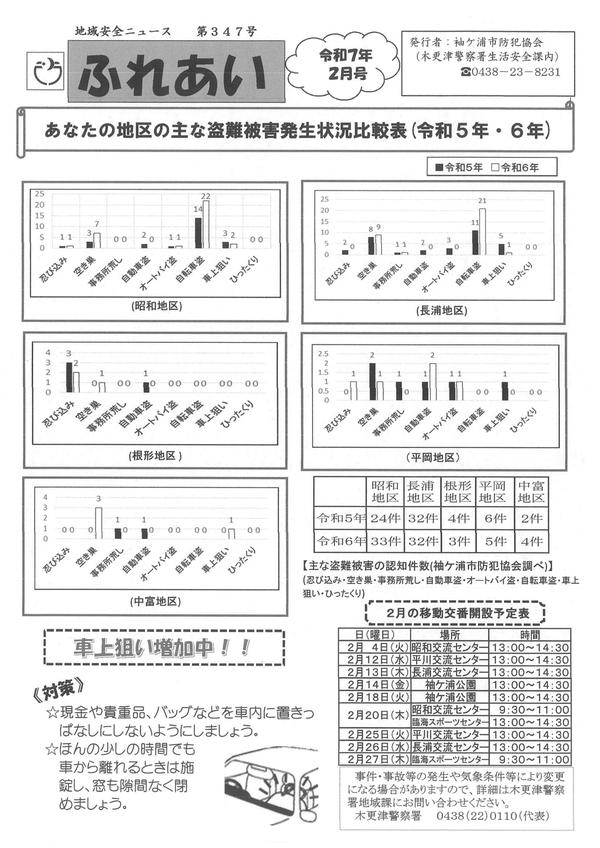 地域安全ニュース　第３４７号
ふれあい
令和7年
2月号
発行者：袖ケ浦市防犯協会
（木更津警察署生活安全課内）
☎0438－23－8231
あなたの地区の主な盗難被害発生状況比較表(令和５年・６年)
■令和5年　□令和6年
25
20
15
10
5
0
1 1
3 7
0 0
2 0
1 1
14 22
3 2
0 0
忍び込み
空き巣
事務所荒し
自動車盗
オートバイ盗
自転車盗
車上狙い
ひったくり
(昭和地区)
25
20
15
10
5
0
2 0
8 9
1 1
2 0
3 0
11 21
5 1
0 0
忍び込み
空き巣
事務所荒し
自動車盗
オートバイ盗
自転車盗
車上狙い
ひったくり
(長浦地区)
4
3
2
1
0
3 2
0 1
0 0
1 0
0 0
0 0
0 0
0 0
忍び込み
空き巣
事務所荒し
自動車盗
オートバイ盗
自転車盗
車上狙い
ひったくり
(根形地区)
2.5
2
1.5
1
0.5
0
0 1
2 1
1 0
1 2
1 1
0 0
1 0
0 0
忍び込み
空き巣
事務所荒し
自動車盗
オートバイ盗
自転車盗
車上狙い
ひったくり
(平岡地区)
4
3
2
1
0
0 0
0 3
1 0
1 0
0 0
0 0
0 1
0 0
忍び込み
空き巣
事務所荒し
自動車盗
オートバイ盗
自転車盗
車上狙い
ひったくり
(中富地区)
昭和地区 長浦地区 根形地区 平岡地区 中富地区
令和5年 24件 32件 4件 6件 2件
令和6年 33件 32件 3件 5件 4件
【主な盗難被害の認知件数(袖ケ浦市防犯協会調べ)】
(忍び込み・空き巣・事務所荒し・自動車盗・オートバイ盗・自転車盗・車上
狙い・ひったくり)
車上狙い増加中！！
《対策》
☆現金や貴重品、バッグなどを車内に置きっ
ぱなしにしないようにしましょう。
☆ほんの少しの時間でも
車から離れるときは施
錠し、窓も隙間なく閉
めましょう。
2月の移動交番開設予定表
日(曜日) 場所 時間
2月 4日(火) 昭和交流センター 13:00～14:30
2月12日(水) 平川交流センター 13:00～14:30
2月13日(木) 長浦交流センター 13:00～14:30
2月14日(金) 袖ケ浦公園 13:00～14:30
2月18日(火) 袖ケ浦公園 13:00～14:30
2月20日(木) 昭和交流センター 9:30～11:00
臨海スポーツセンター 13:00～14:30
2月25日(火) 平川交流センター 13:00～14:30
2月26日(水) 長浦交流センター 13:00～14:30
2月27日(木) 臨海スポーツセンター 9:30～11:00
事件・事故等の発生や気象条件等により変更
になる場合がありますので、詳細は木更津警察
署地域課にお問い合わせください。
木更津警察署　0438(22)0110(代表)